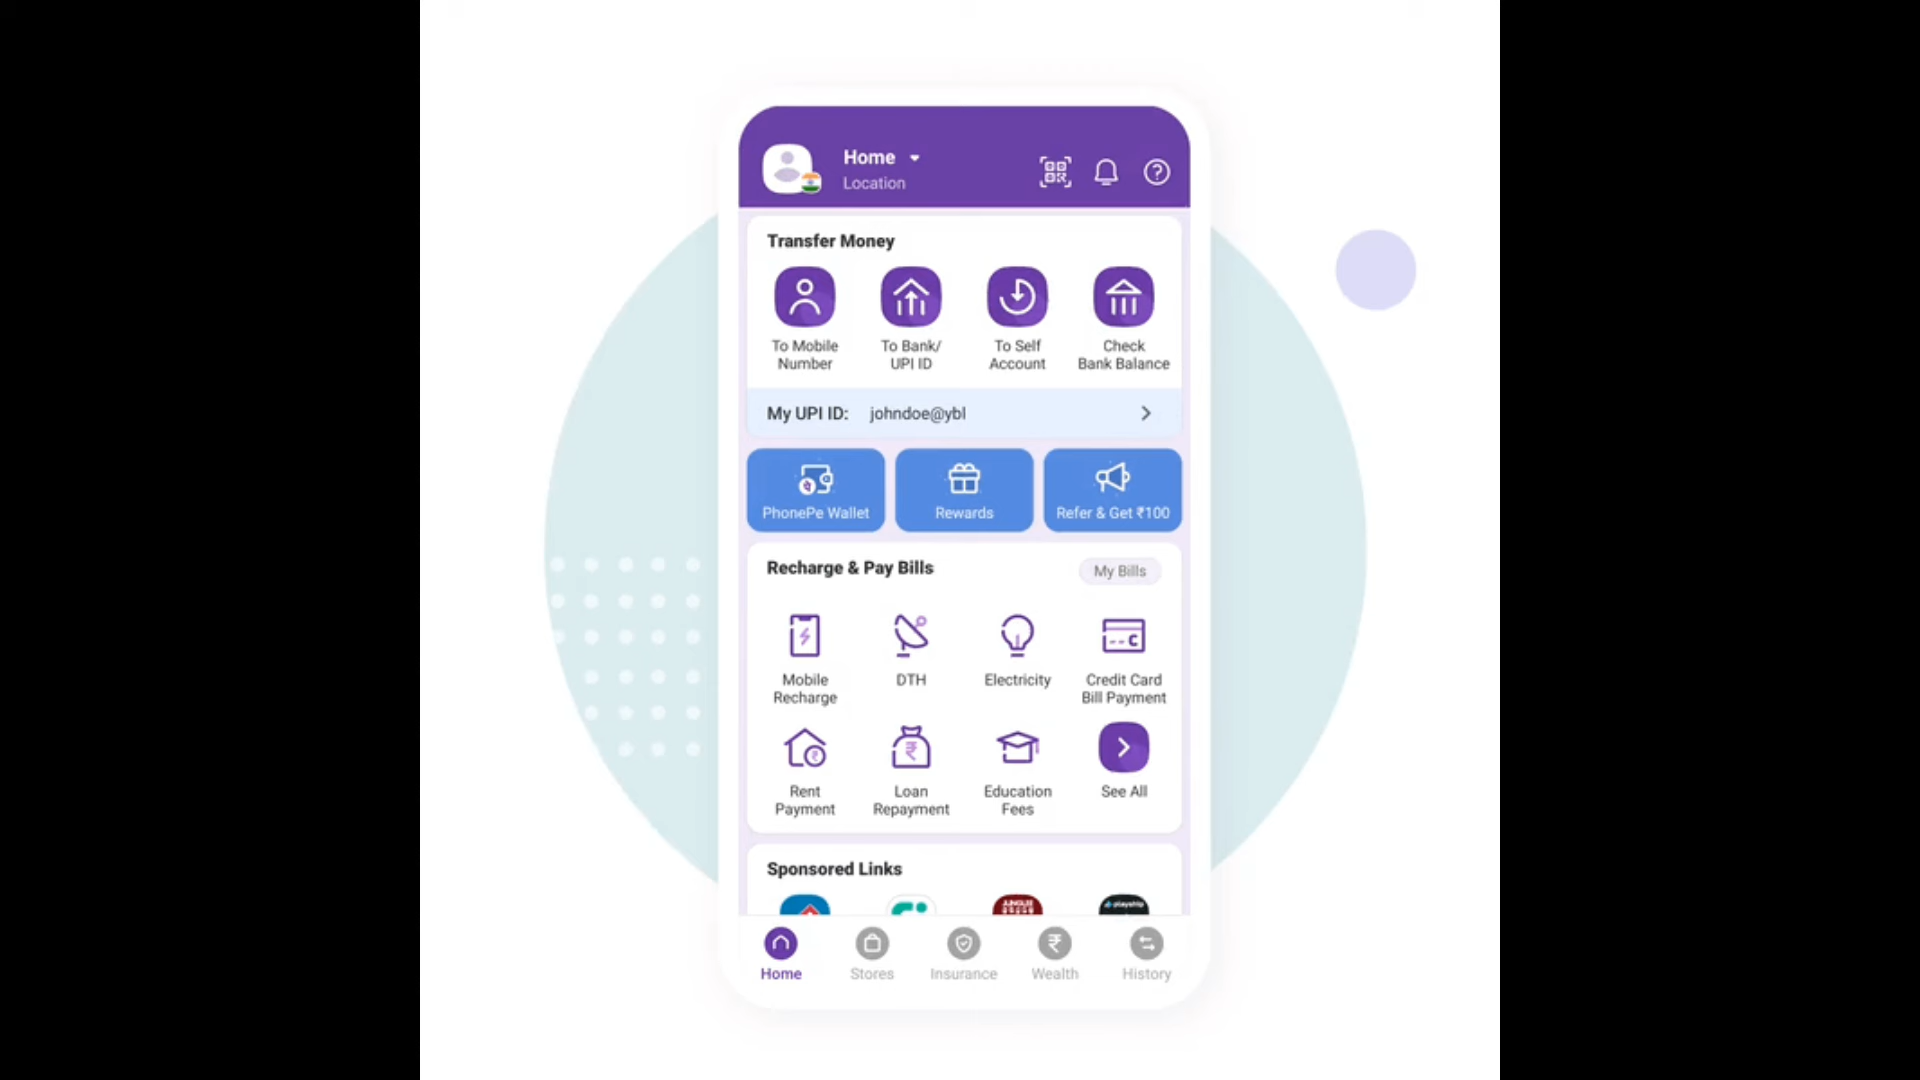 Home
Location
Transfer Money
To Mobile
Number
To Bank/
UPI ID
To Self
Account
Check
Bank Balance
My UPI ID: johndoe@ybl
PhonePe Wallet
Rewards
Refer & Get ₹100
Recharge & Pay Bills
My Bills
Mobile
Recharge
DTH
Electricity
Credit Card
Bill Payment
Rent
Payment
Loan
Repayment
Education
Fees
See All
Sponsored Links
JUNGLEE
playship
Home
Stores
Insurance
Wealth
History